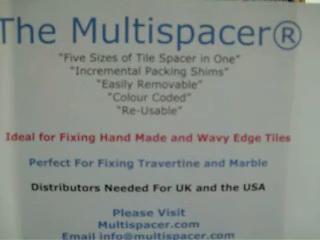 The Multispacer®
"Five Sizes of Tile Spacer in One"
"Incremental Packing Shims"
"Easily Removable"
"Colour Coded"
"Re-Usable"
Ideal for Fixing Hand Made and Wavy Edge Tiles
Perfect For Fixing Travertine and Marble
Distributors Needed For UK and the USA
Please Visit
Multispacer.com
Email info@multispacer.com